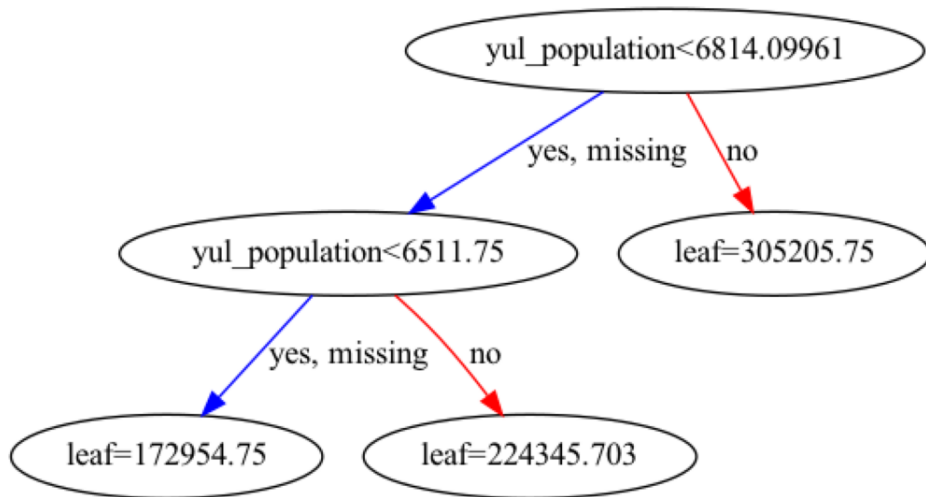 yul_population<6814.09961
yes, missing
no
yul_population<6511.75
leaf=305205.75
yes, missing
no
leaf=172954.75
leaf=224345.703